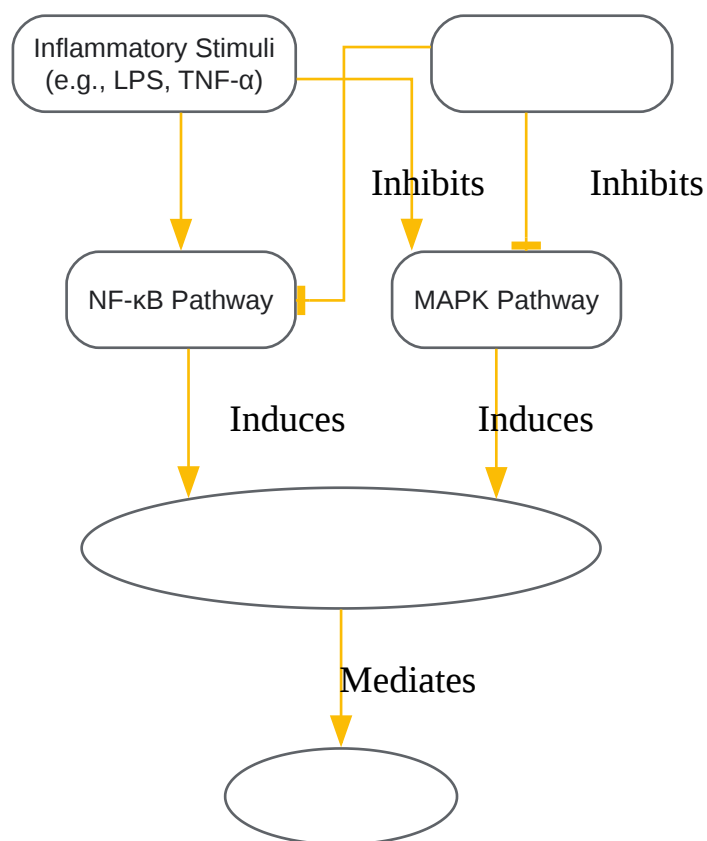 Inflammatory Stimuli
(e.g., LPS, TNF-α)
Inhibits
Inhibits
NF-κB Pathway
MAPK Pathway
Induces
Induces
Mediates